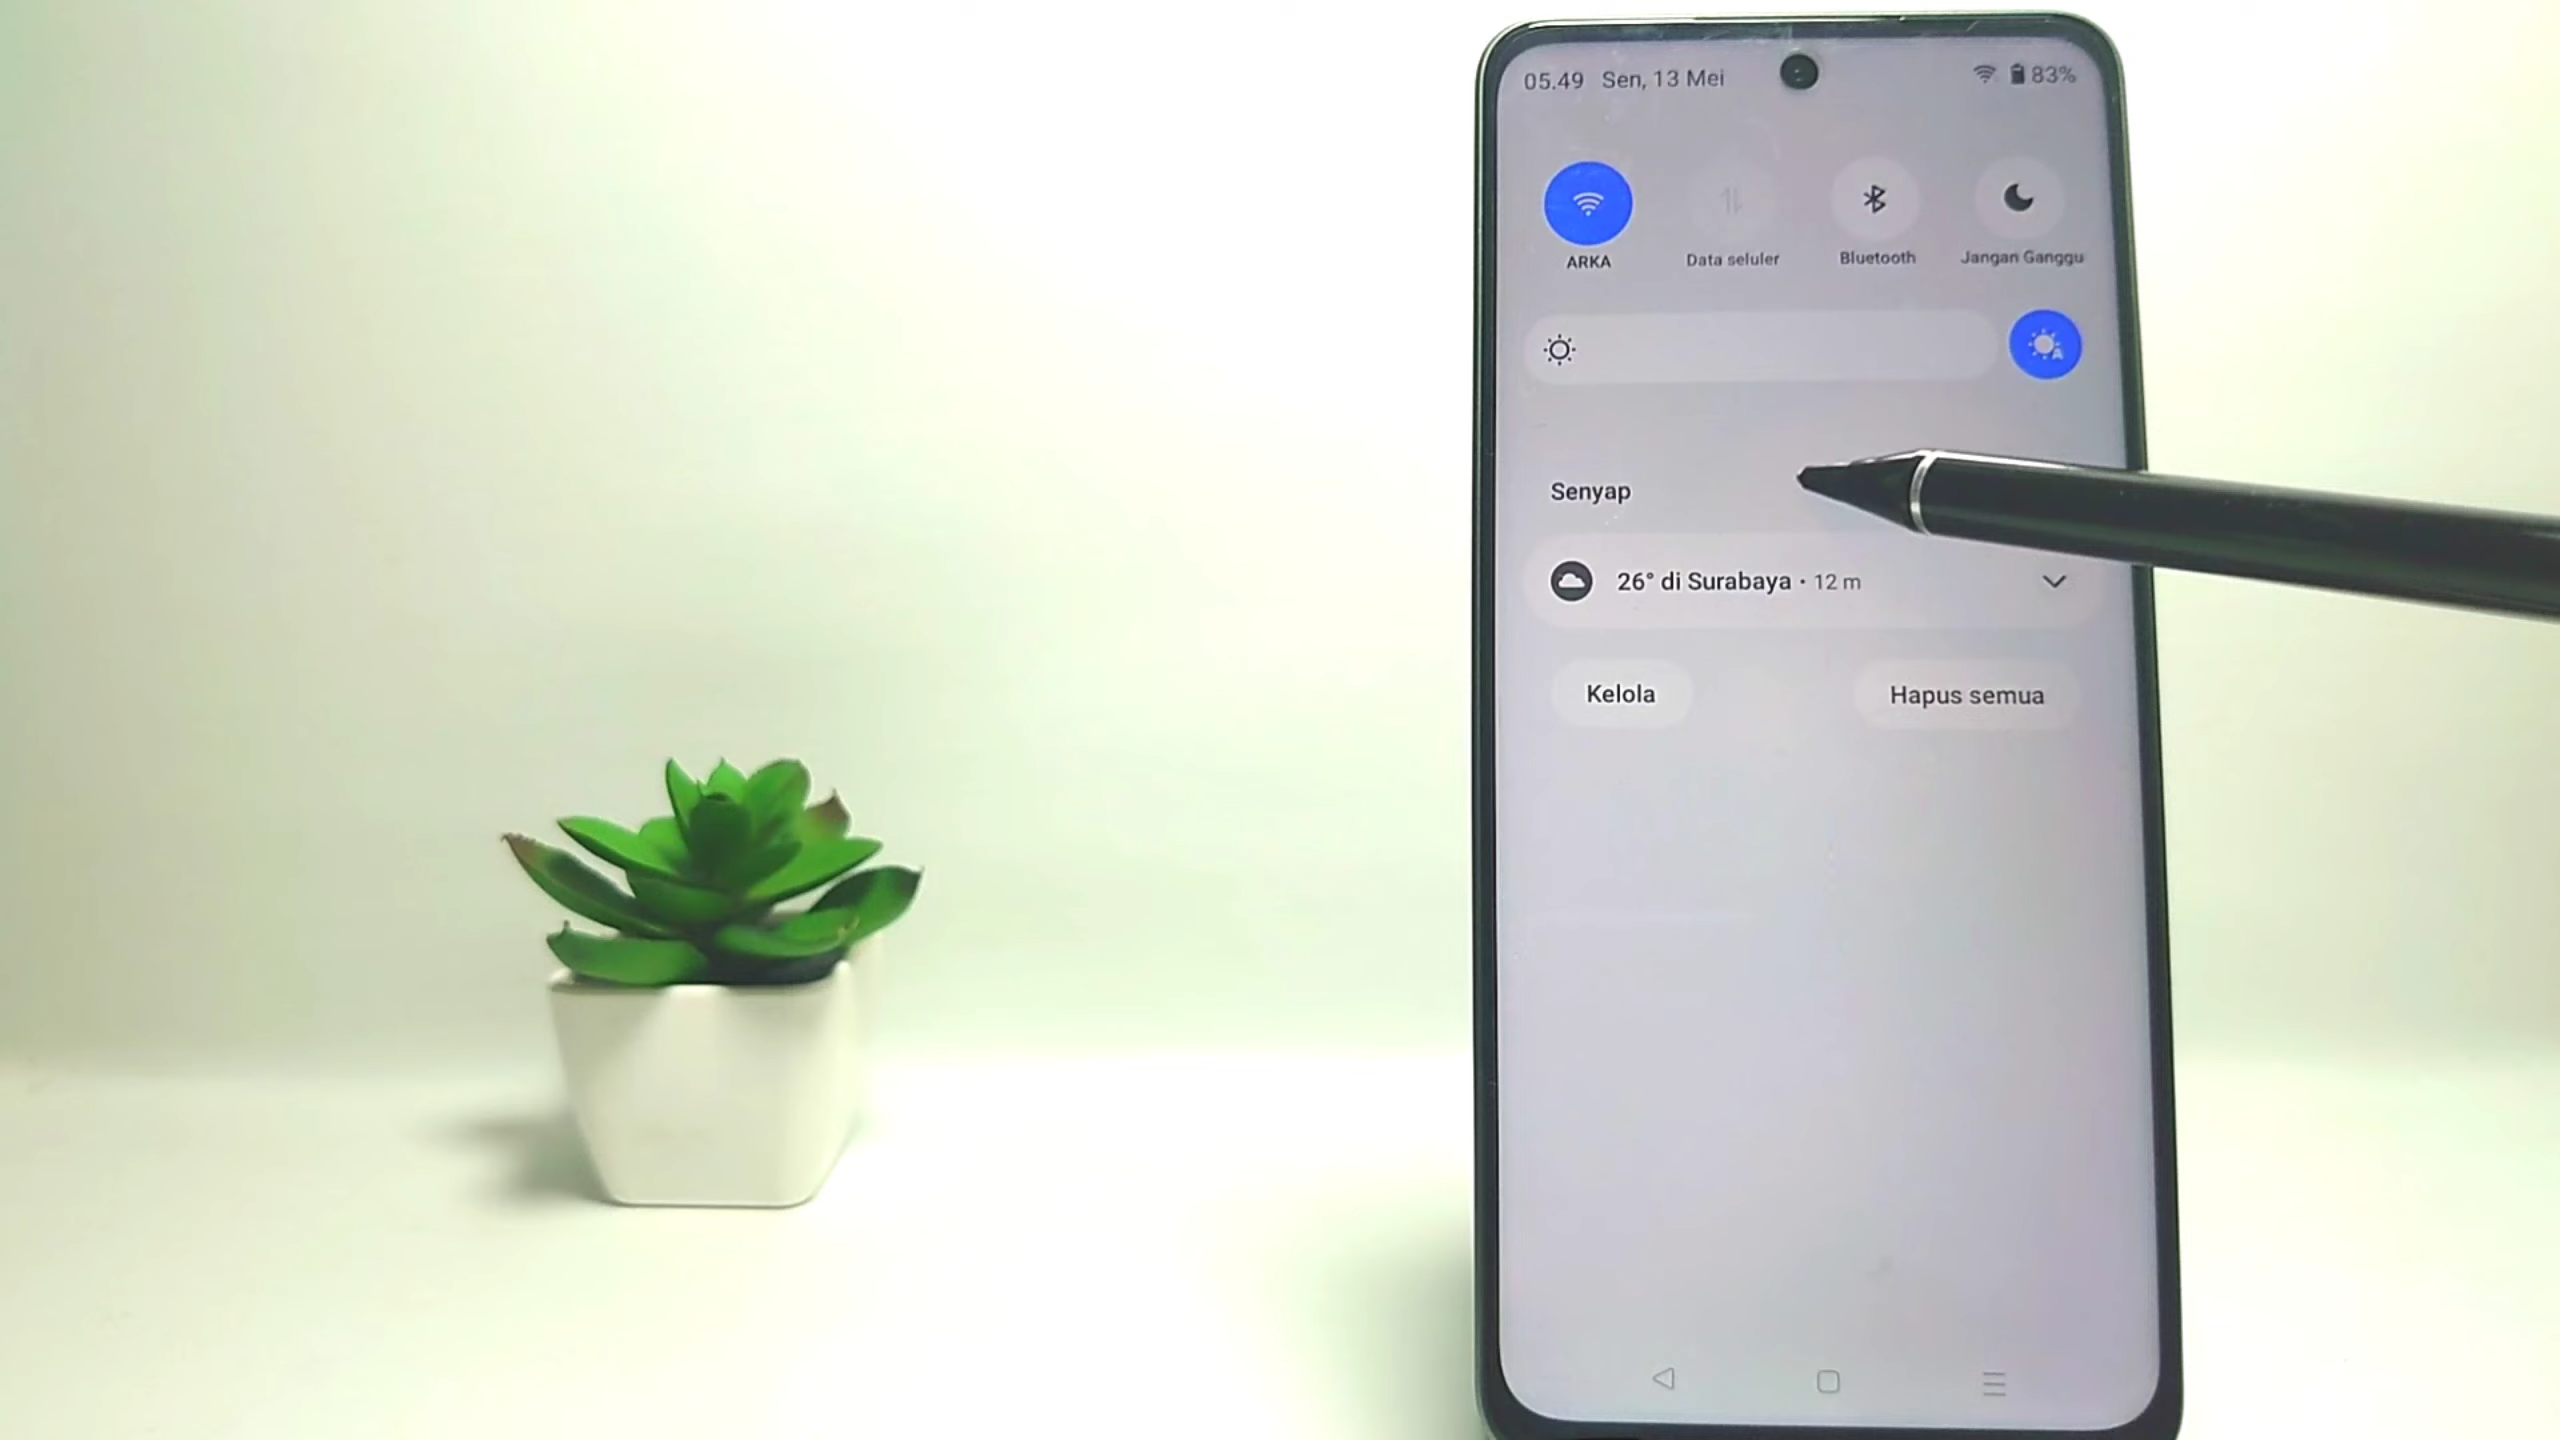 05.49 Sen, 13 Mei 83%
ARKA Data seluler Bluetooth Jangan Ganggu
Senyap
26° di Surabaya • 12 m
Kelola Hapus semua